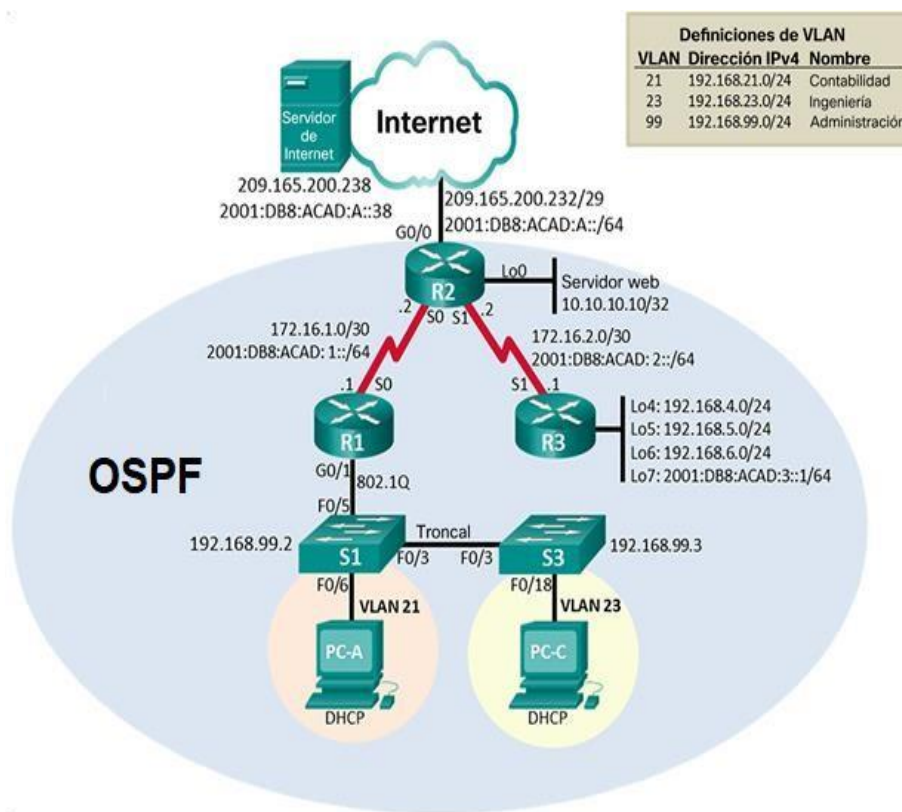 Definiciones de VLAN
VLAN Dirección IPv4 Nombre
21 192.168.21.0/24 Contabilidad
23 192.168.23.0/24 Ingeniería
99 192.168.99.0/24 Administración
Servidor
de
Internet
Internet
209.165.200.238
2001:DB8:ACAD:A::38
209.165.200.232/29
2001:DB8:ACAD:A::/64
G0/0
R2
Lo0
Servidor web
10.10.10.10/32
.2
S0
S1
.2
172.16.1.0/30
2001:DB8:ACAD: 1::/64
172.16.2.0/30
2001:DB8:ACAD: 2::/64
.1
S0
S1
.1
R1
R3
Lo4: 192.168.4.0/24
Lo5: 192.168.5.0/24
Lo6: 192.168.6.0/24
Lo7: 2001:DB8:ACAD:3::1/64
OSPF
G0/1
802.1Q
F0/5
192.168.99.2
S1
Troncal
F0/3
F0/3
S3
192.168.99.3
F0/6
F0/18
VLAN 21
VLAN 23
PC-A
PC-C
DHCP
DHCP